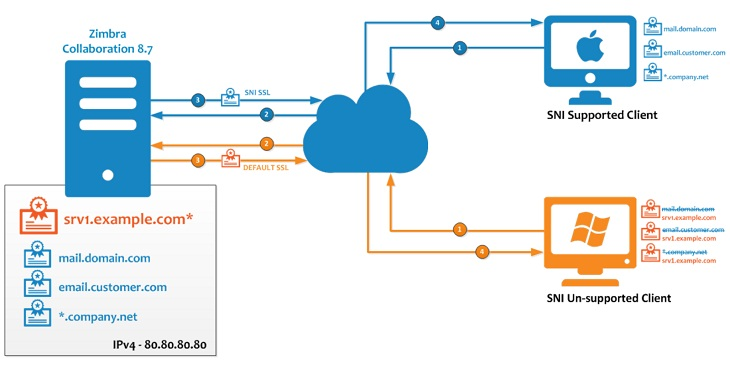 Zimbra
Collaboration 8.7
4
1
mail.domain.com
email.customer.com
*.company.net
SNI Supported Client
3
SNI SSL
2
2
3
DEFAULT SSL
srv1.example.com*
mail.domain.com
email.customer.com
*.company.net
IPv4 - 80.80.80.80
1
4
mail.domain.com
srv1.example.com
email.customer.com
srv1.example.com
*.company.net
srv1.example.com
SNI Un-supported Client